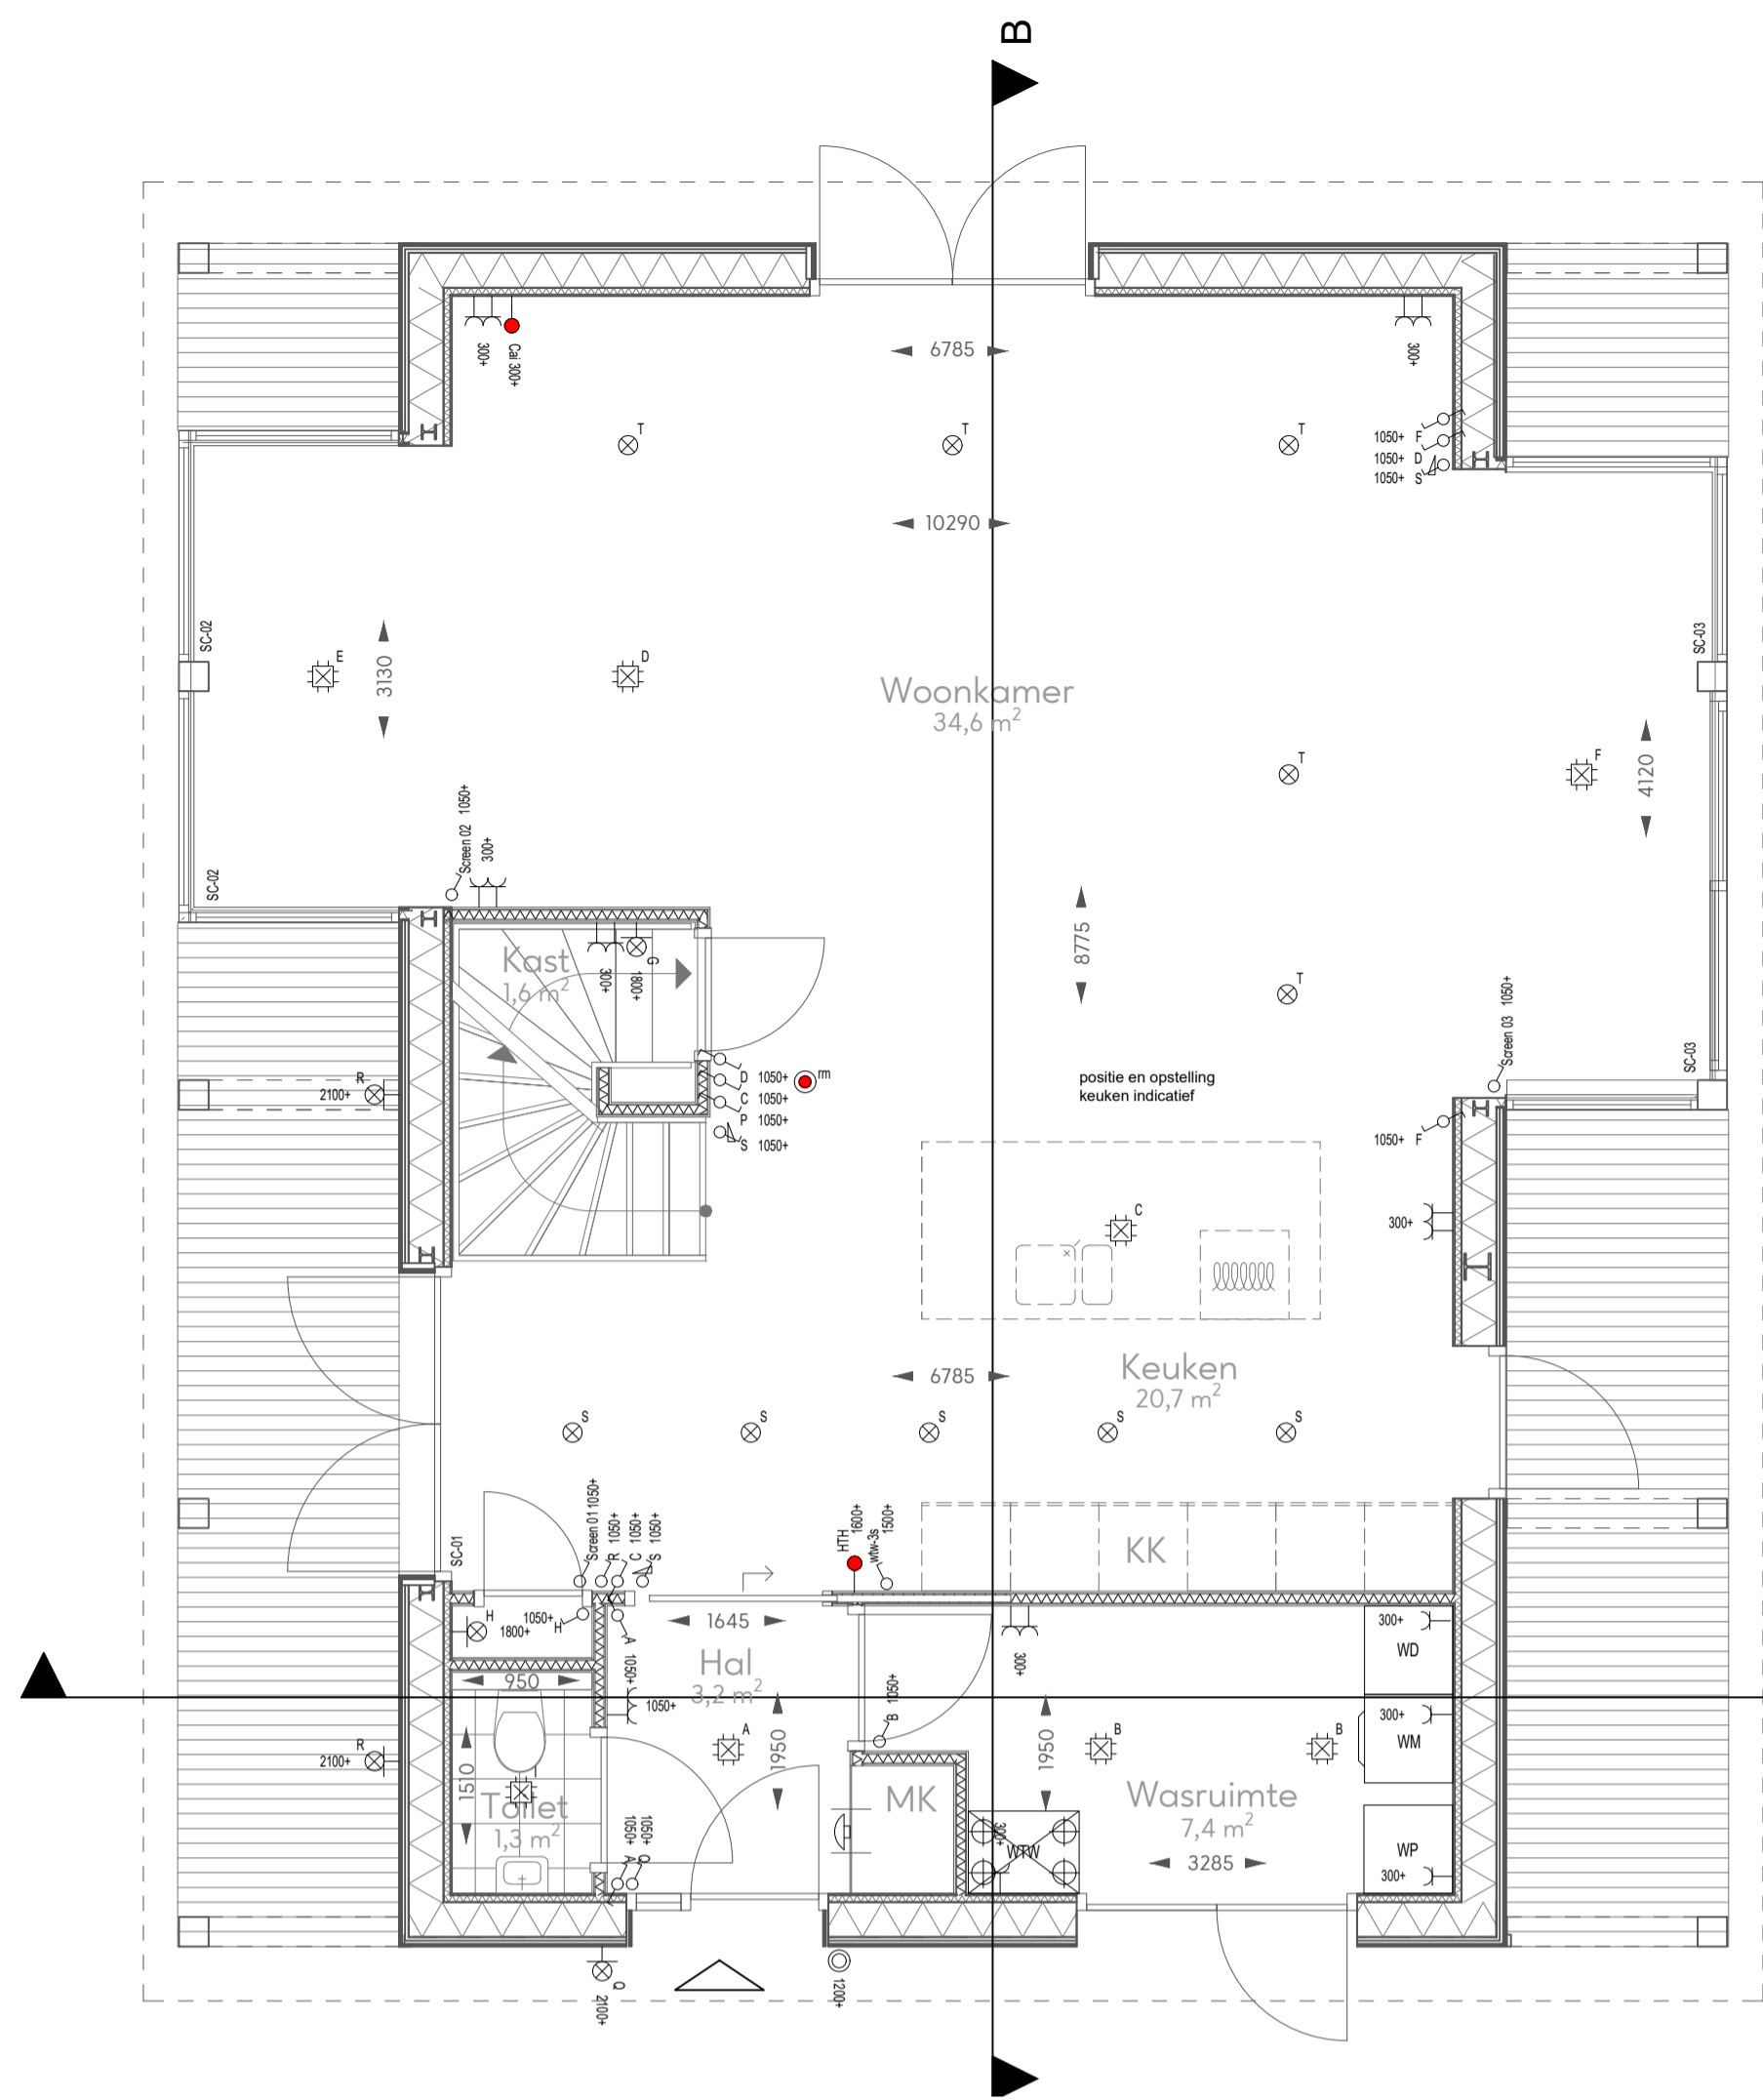 B
300+
Cai 300+
6785
300+
T
T
T
1050+ F
1050+ D
1050+ S
10290
SC-02
SC-03
E
3130
D
Woonkamer
34,6 m²
T
F
4120
Screen 02 1050+
300+
SC-02
8775
Kast
1,6 m²
300+
G
1800+
T
Screen 03 1050+
SC-03
R
2100+
D 1050+
C 1050+
P 1050+
S 1050+
rm
positie en opstelling
keuken indicatief
1050+ F
C
300+
6785
Keuken
20,7 m²
S
S
S
S
S
SC-01
Screen 01 1050+
R 1050+
C 1050+
S 1050+
HTH
1600+
wtw-3s
1500+
KK
H
1800+
1050+
H
A 1050+
1645
Hal
3,2 m²
300+
300+
WD
950
1050+
B 1050+
300+
WM
R
2100+
1510
I
Toilet
1,3 m²
A
1950
MK
1950
B
B
Wasruimte
7,4 m²
3285
300+
WTW
WP
300+
1050+ A
1050+ Q
Q
2100+
1200+